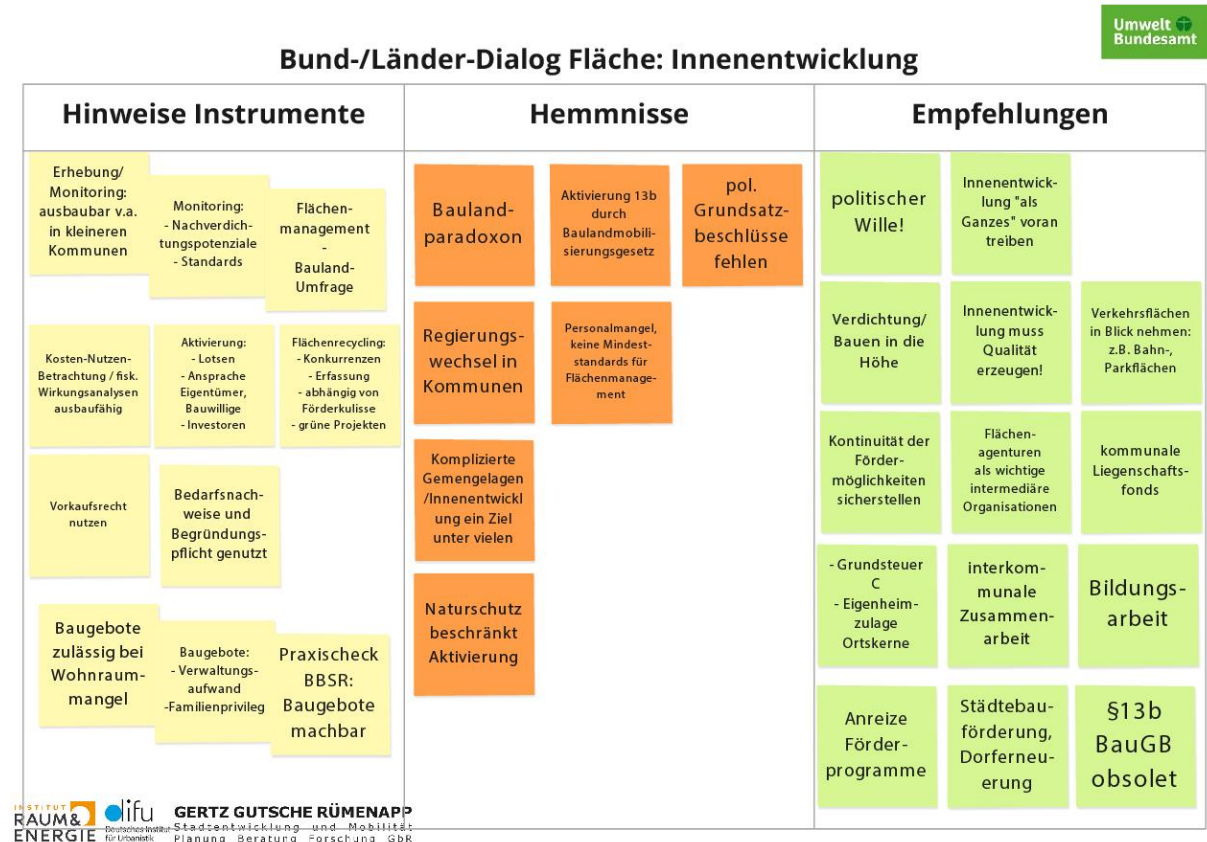 Umwelt
Bundesamt
Bund-/Länder-Dialog Fläche: Innenentwicklung
Hinweise Instrumente
Erhebung/
Monitoring:
ausbaubar v.a.
in kleineren
Kommunen
Monitoring:
- Nachverdich-
tungspotenziale
- Standards
Flächen-
management
-
Bauland-
Umfrage
Kosten-Nutzen-
Betrachtung / fisk.
Wirkungsanalysen
ausbaufähig
Aktivierung:
- Lotsen
- Ansprache
Eigentümer,
Bauwillige
- Investoren
Flächenrecycling:
- Konkurrenzen
- Erfassung
- abhängig von
Förderkulisse
- grüne Projekten
Vorkaufsrecht
nutzen
Bedarfsnach-
weise und
Begründungs-
pflicht genutzt
Baugebote
zulässig bei
Wohnraum-
mangel
Baugebote:
- Verwaltungs-
aufwand
-Familienprivileg
Praxischeck
BBSR:
Baugebote
machbar
Hemmnisse
Bauland-
paradoxon
Aktivierung 13b
durch
Baulandmobili-
sierungsgesetz
pol.
Grundsatz-
beschlüsse
fehlen
Regierungs-
wechsel in
Kommunen
Personalmangel,
keine Mindest-
standards für
Flächenmanage-
ment
Komplizierte
Gemengelagen
/Innenentwickl
ung ein Ziel
unter vielen
Naturschutz
beschränkt
Aktivierung
Empfehlungen
politischer
Wille!
Innenentwick-
lung "als
Ganzes" voran
treiben
Verdichtung/
Bauen in die
Höhe
Innenentwick-
lung muss
Qualität
erzeugen!
Verkehrsflächen
in Blick nehmen:
z.B. Bahn-,
Parkflächen
Kontinuität der
Förder-
möglichkeiten
sicherstellen
Flächen-
agenturen
als wichtige
intermediäre
Organisationen
kommunale
Liegenschafts-
fonds
- Grundsteuer
C
- Eigenheim-
zulage
Ortskerne
interkom-
munale
Zusammen-
arbeit
Bildungs-
arbeit
Anreize
Förder-
programme
Städtebau-
förderung,
Dorferneu-
erung
§13b
BauGB
obsolet
INSTITUT
RAUM&
ENERGIE
difu
Deutsches Institut
für Urbanistik
GERTZ GUTSCHE RÜMENAPP
Stadtentwicklung und Mobilität
Planung Beratung Forschung GbR